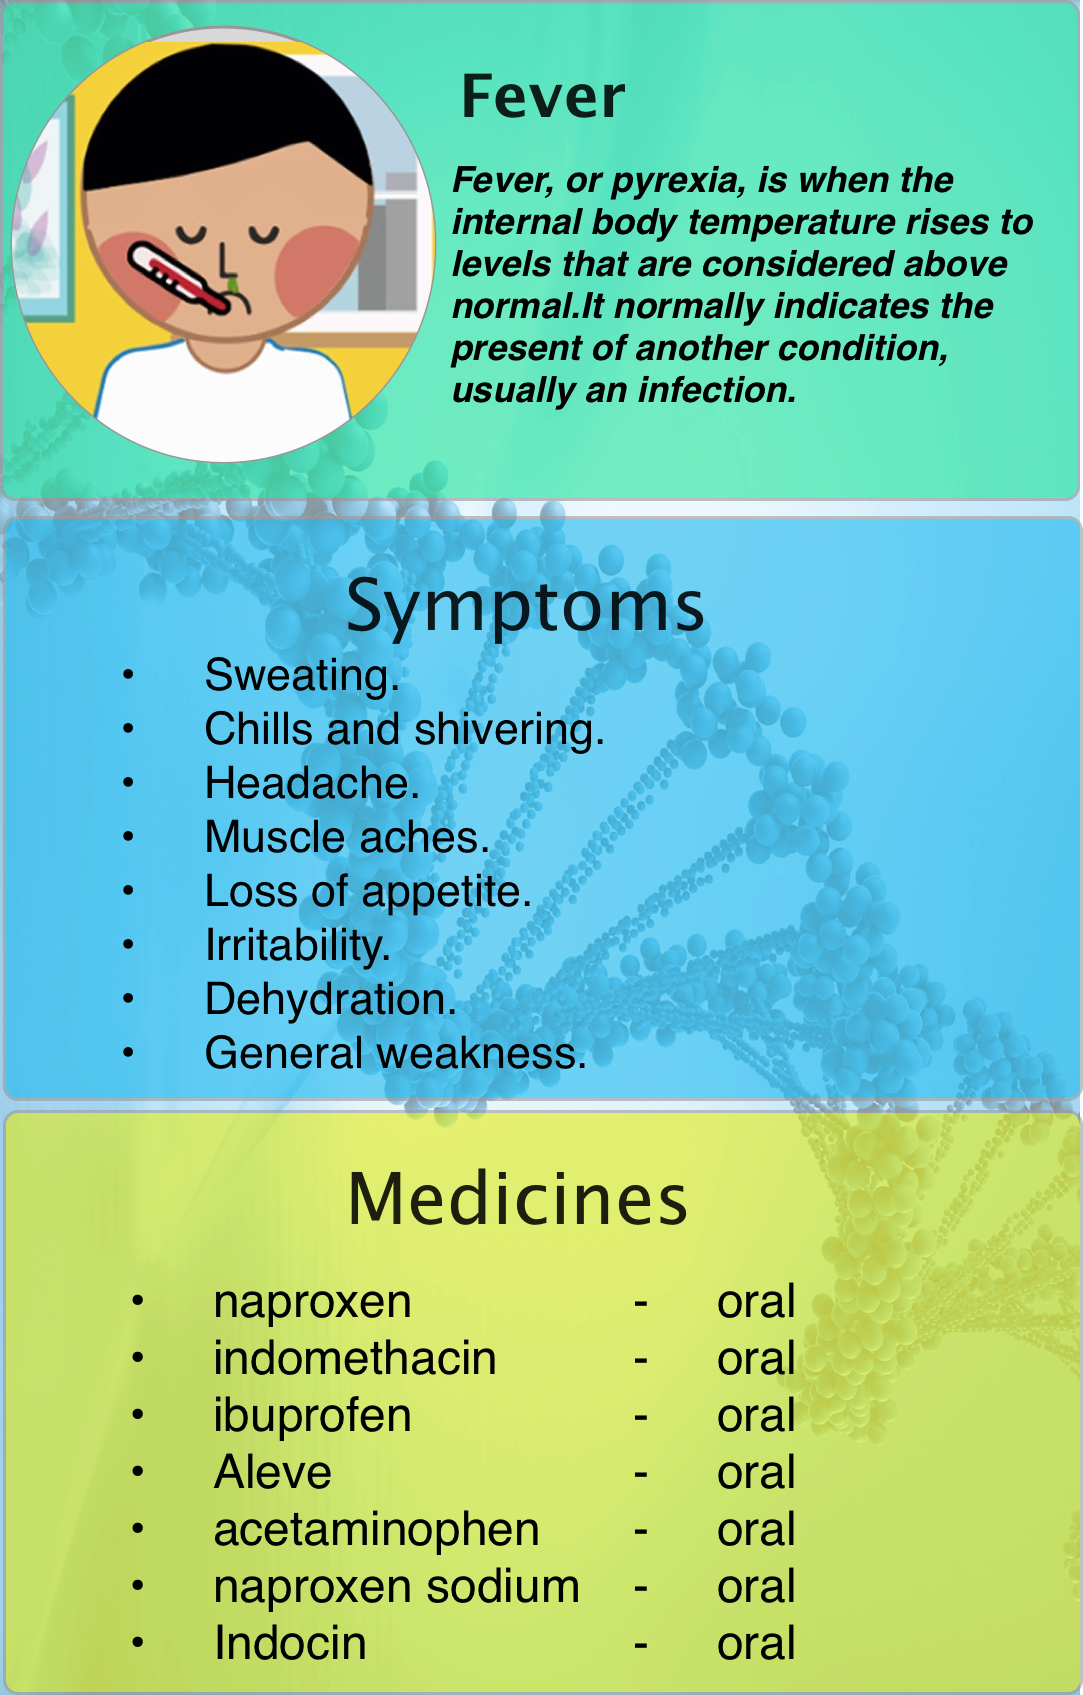 Fever
Fever, or pyrexia, is when the
internal body temperature rises to
levels that are considered above
normal.It normally indicates the
present of another condition,
usually an infection.
Symptoms
• Sweating.
• Chills and shivering.
• Headache.
• Muscle aches.
• Loss of appetite.
• Irritability.
• Dehydration.
• General weakness.
Medicines
• naproxen - oral
• indomethacin - oral
• ibuprofen - oral
• Aleve - oral
• acetaminophen - oral
• naproxen sodium - oral
• Indocin - oral